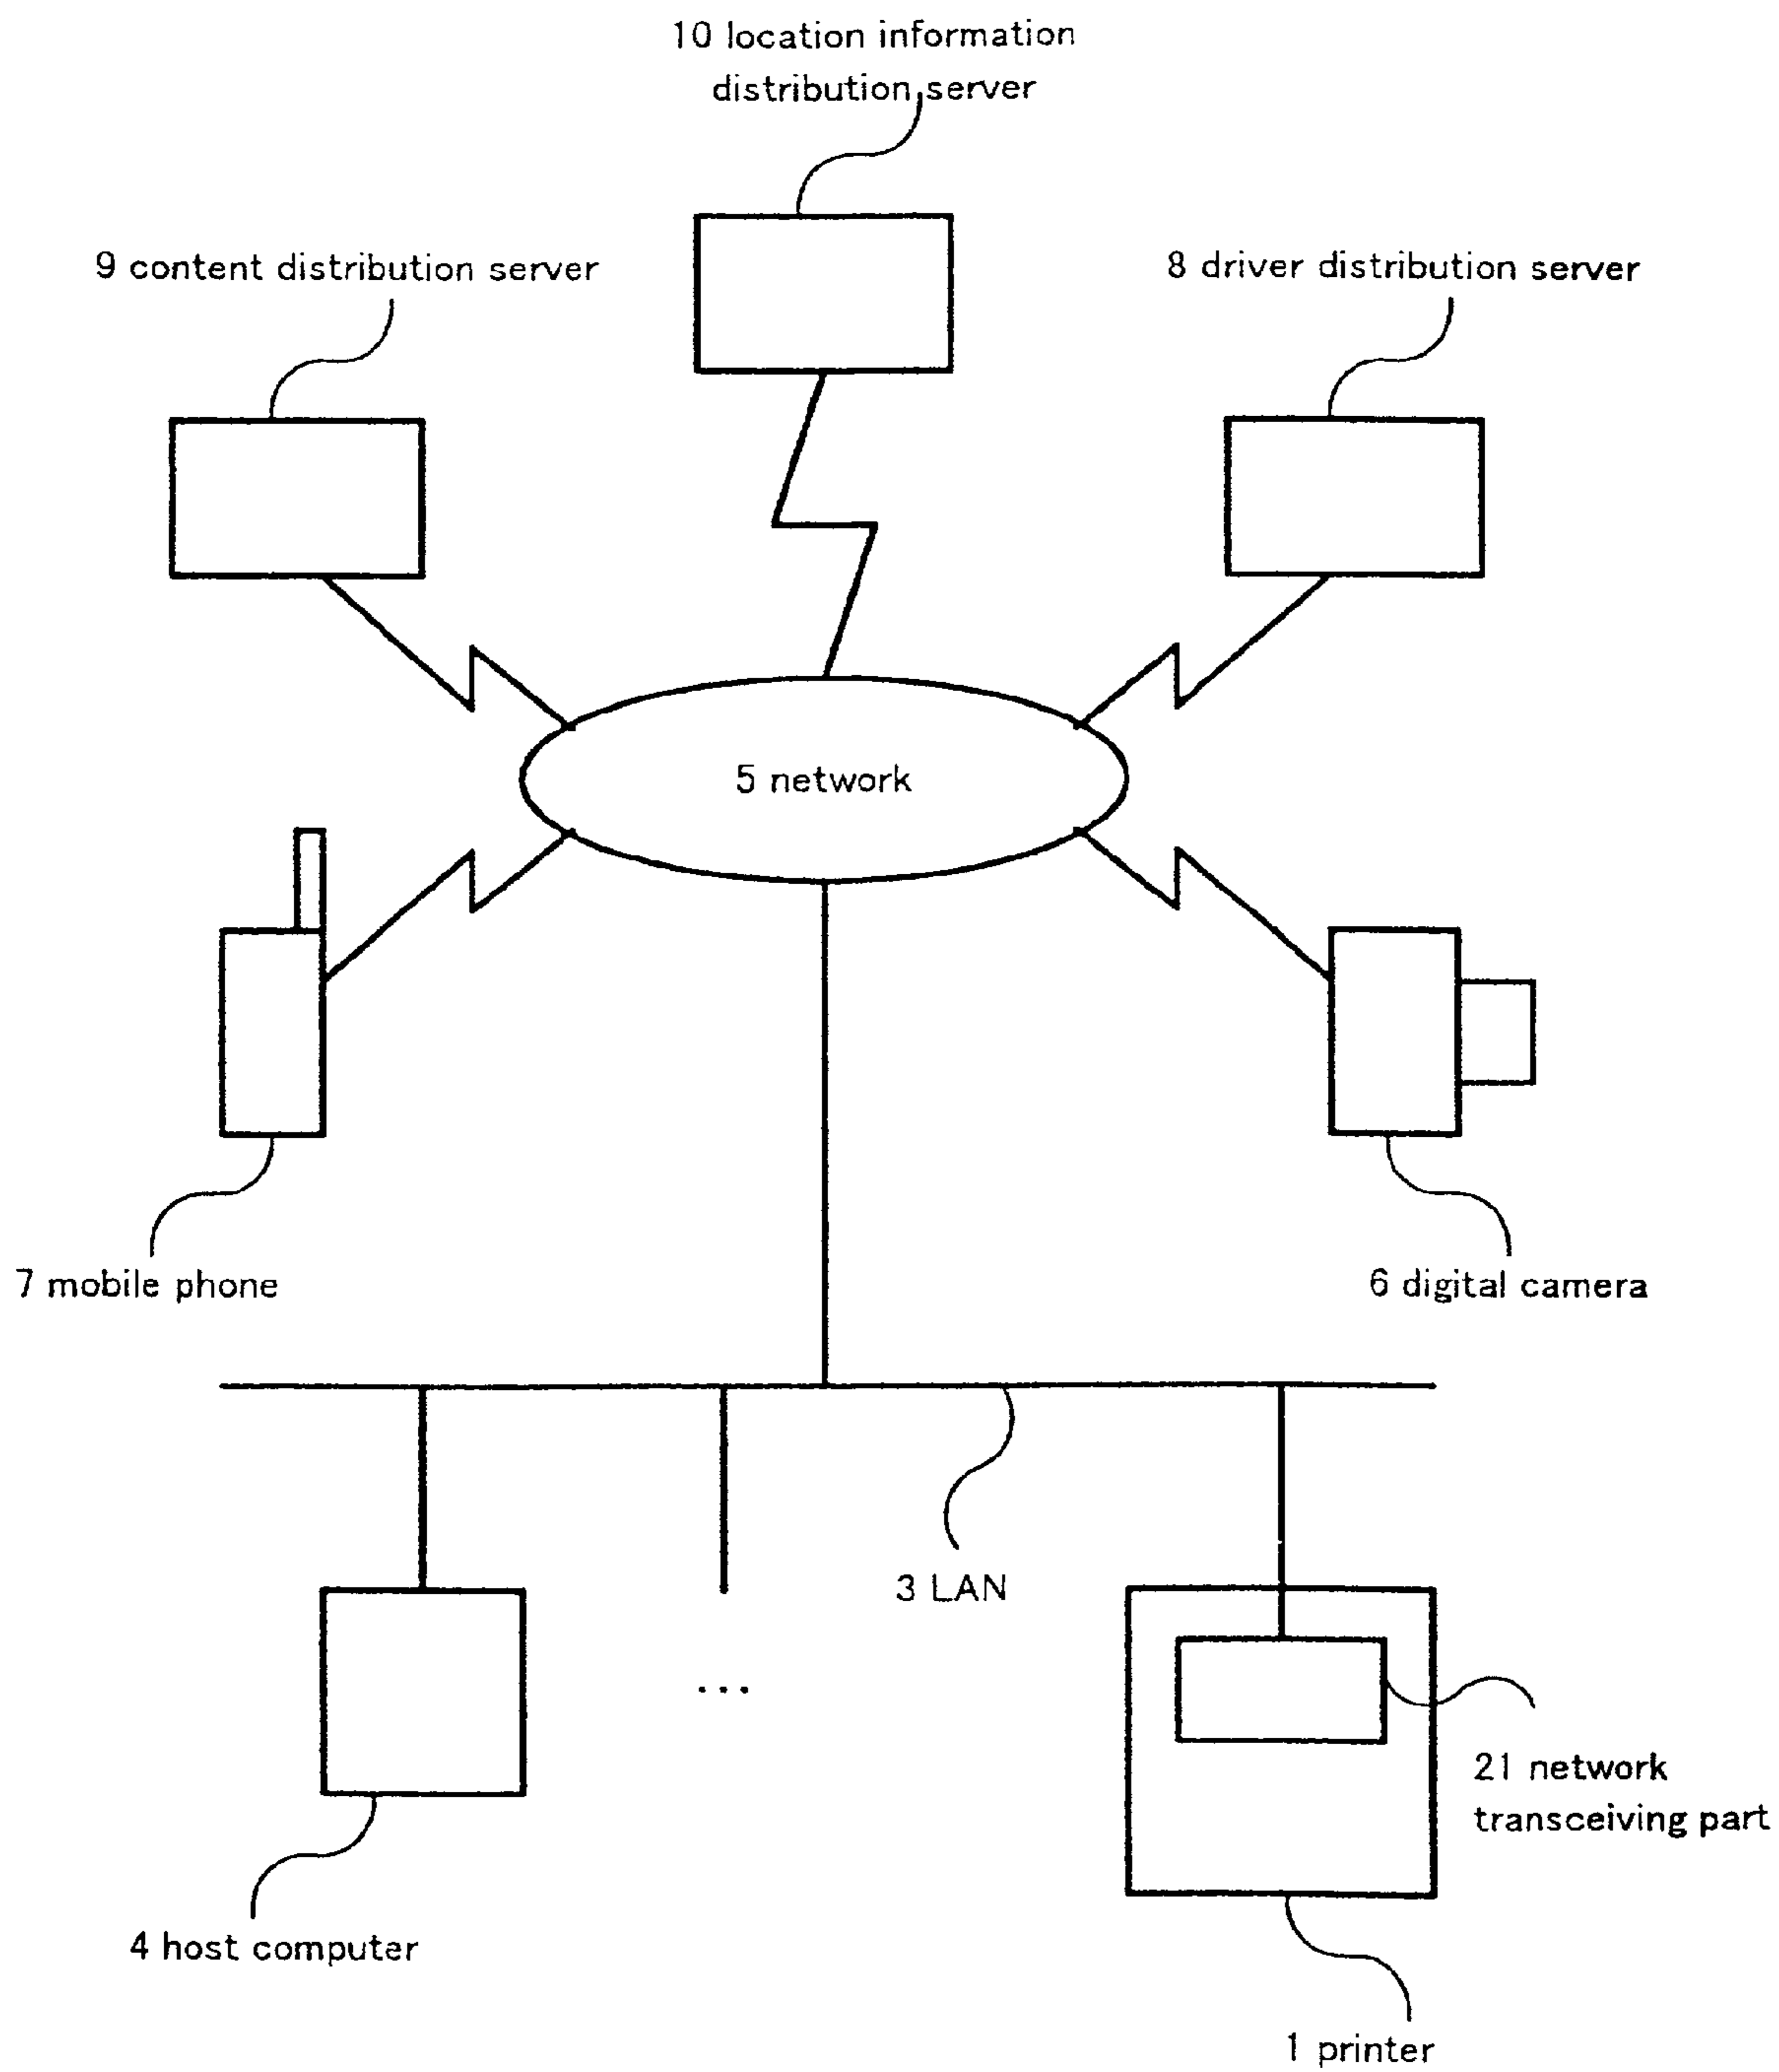 10 location information
distribution server
9 content distribution server
8 driver distribution server
5 network
7 mobile phone
6 digital camera
3 LAN
...
21 network
transceiving part
4 host computer
1 printer